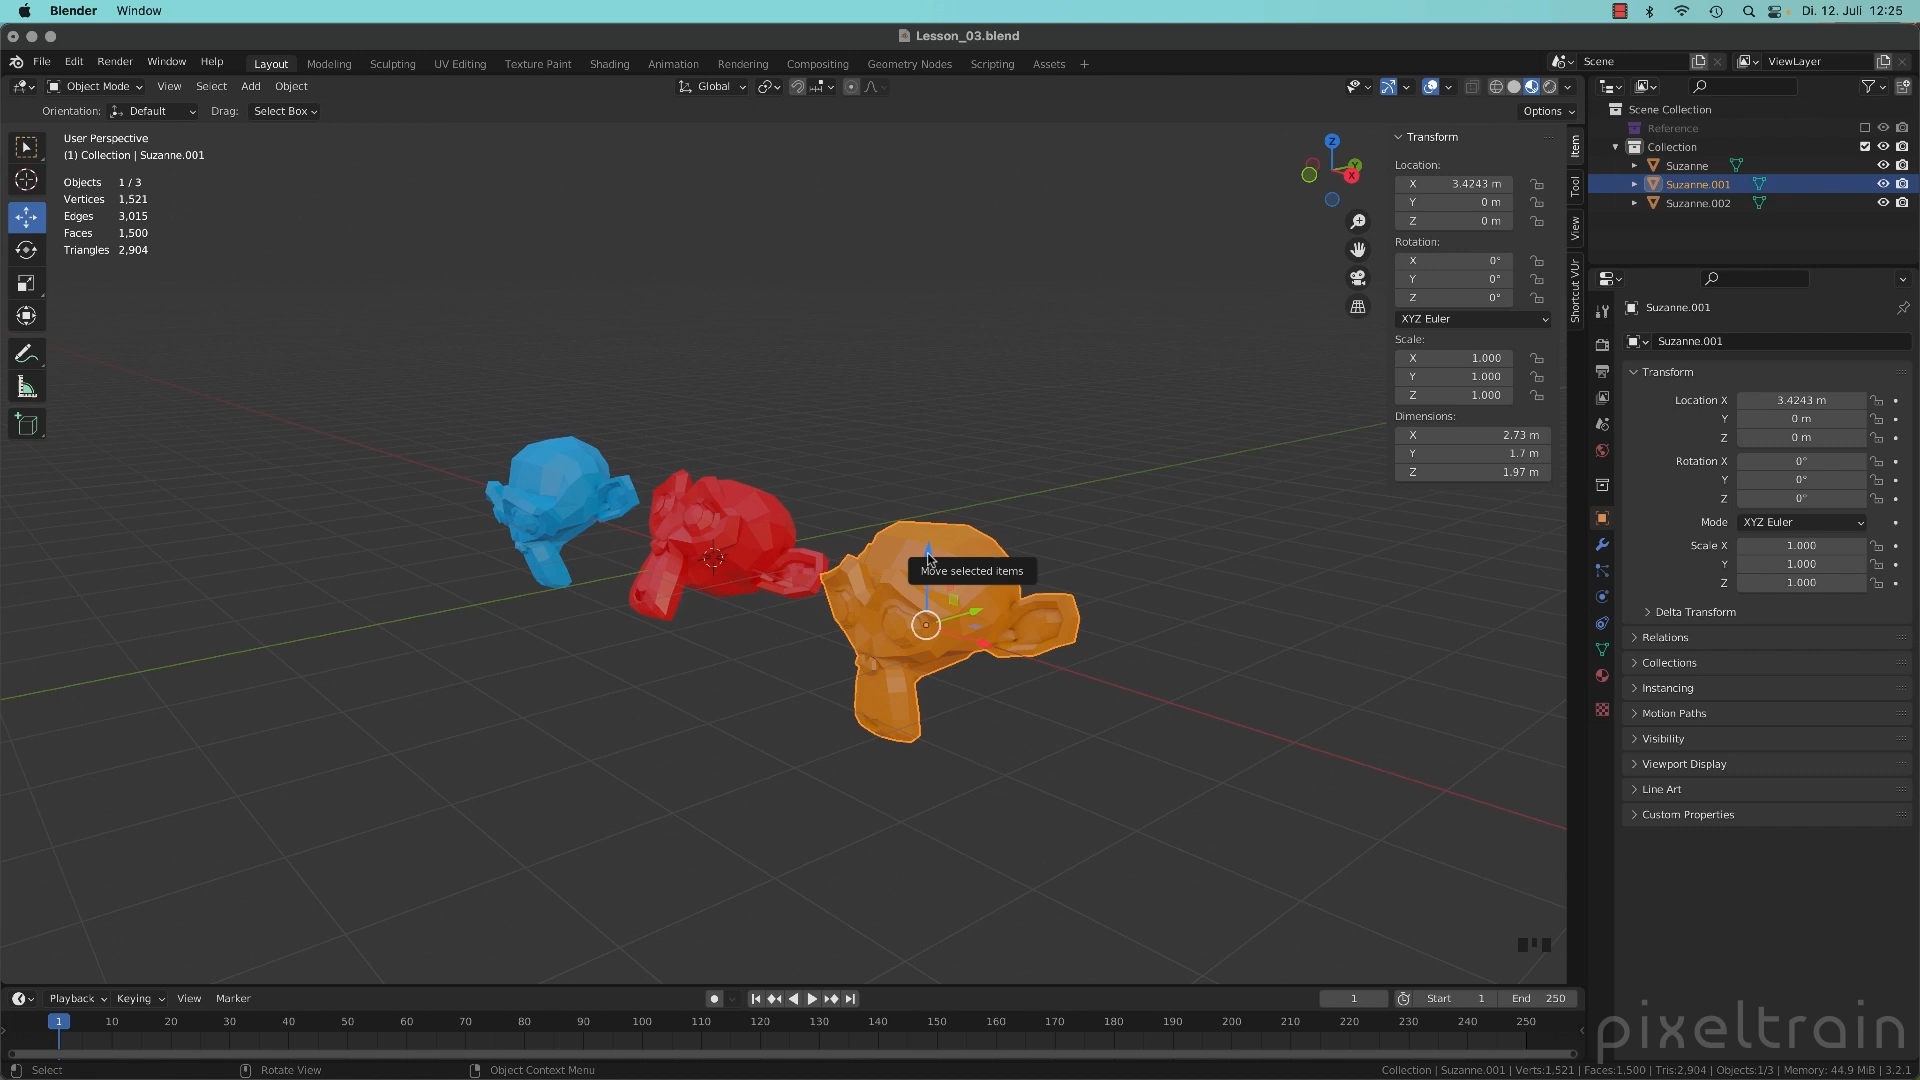 Blender Window
Di. 12. Juli 12:25
Lesson_03.blend
File Edit Render Window Help
Layout Modeling Sculpting UV Editing Texture Paint Shading Animation Rendering Compositing Geometry Nodes Scripting Assets +
Scene
ViewLayer
Object Mode View Select Add Object
Global
Orientation: Default Drag: Select Box
Options
User Perspective
(1) Collection | Suzanne.001
Objects 1 / 3
Vertices 1,521
Edges 3,015
Faces 1,500
Triangles 2,904
Z
Y
X
Move selected items
Transform
Location:
X 3.4243 m
Y 0 m
Z 0 m
Rotation:
X 0°
Y 0°
Z 0°
XYZ Euler
Scale:
X 1.000
Y 1.000
Z 1.000
Dimensions:
X 2.73 m
Y 1.7 m
Z 1.97 m
Item
Tool
View
Shortcut VUr
Scene Collection
Reference
Collection
Suzanne
Suzanne.001
Suzanne.002
Suzanne.001
Suzanne.001
Transform
Location X 3.4243 m
Y 0 m
Z 0 m
Rotation X 0°
Y 0°
Z 0°
Mode XYZ Euler
Scale X 1.000
Y 1.000
Z 1.000
Delta Transform
Relations
Collections
Instancing
Motion Paths
Visibility
Viewport Display
Line Art
Custom Properties
Playback Keying View Marker
1
Start 1
End 250
1 10 20 30 40 50 60 70 80 90 100 110 120 130 140 150 160 170 180 190 200 210 220 230 240 250
pixeltrain
Select
Rotate View
Object Context Menu
Collection | Suzanne.001 | Verts:1,521 | Faces:1,500 | Tris:2,904 | Objects:1/3 | Memory: 44.9 MiB | 3.2.1